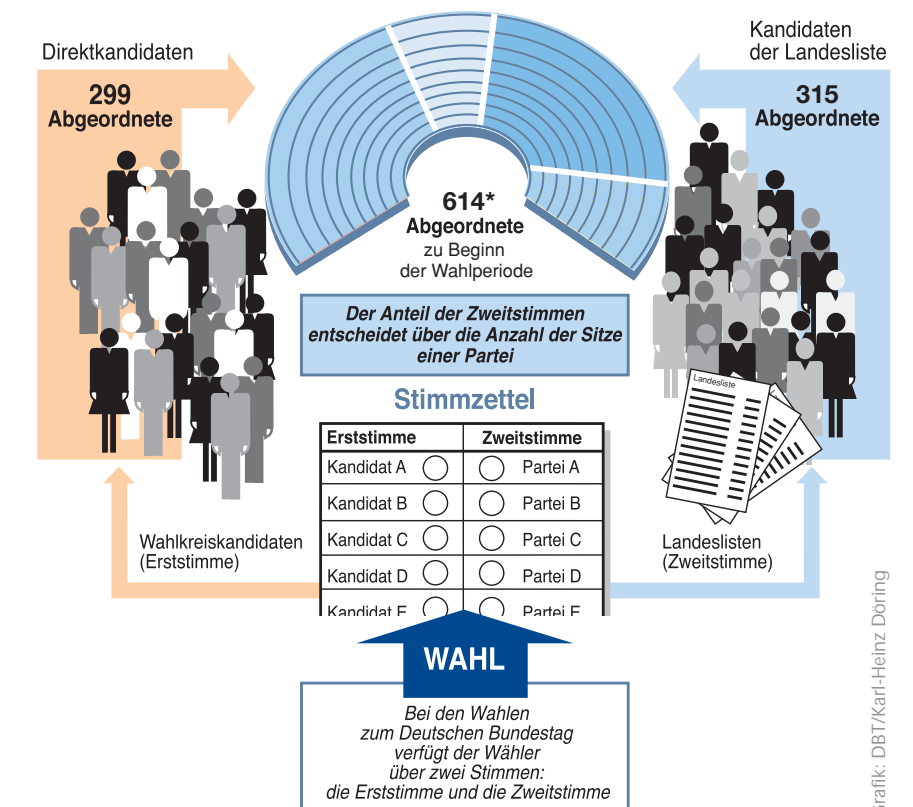 Direktkandidaten
299
Abgeordnete
Kandidaten
der Landesliste
315
Abgeordnete
614*
Abgeordnete
zu Beginn
der Wahlperiode
Der Anteil der Zweitstimmen
entscheidet über die Anzahl der Sitze
einer Partei
Stimmzettel
Erststimme Zweitstimme
Kandidat A Partei A
Kandidat B Partei B
Kandidat C Partei C
Kandidat D Partei D
Kandidat E Partei E
Landesliste
Wahlkreiskandidaten
(Erststimme)
Landeslisten
(Zweitstimme)
WAHL
Bei den Wahlen
zum Deutschen Bundestag
verfügt der Wähler
über zwei Stimmen:
die Erststimme und die Zweitstimme
Grafik: DBT/Karl-Heinz Döring